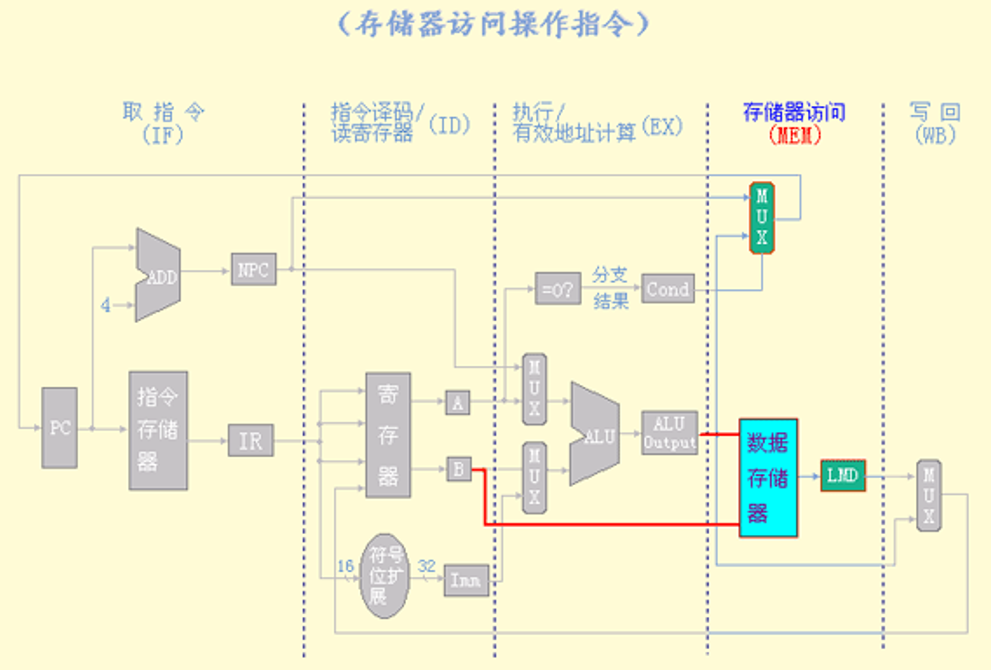 （存储器访问操作指令）
取 指 令
(IF)
指令译码/
读寄存器 (ID)
执行/
有效地址计算 (EX)
存储器访问
(MEM)
写 回
(WB)
MUX
ADD
NPC
4
=0?
分支
结果
Cond
PC
指令
存储
器
IR
寄
存
器
A
B
MUX
MUX
ALU
ALU
Output
数据
存储
器
LMD
MUX
16
符号
位扩
展
32
Imm